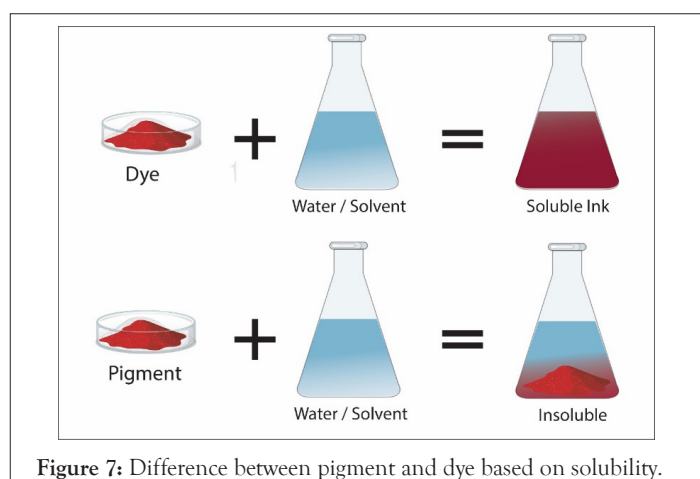 +
=
Dye
Water / Solvent
Soluble Ink
+
=
Pigment
Water / Solvent
Insoluble
Figure 7: Difference between pigment and dye based on solubility.